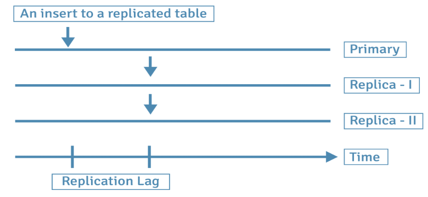 An insert to a replicated table
Primary
Replica - I
Replica - II
Time
Replication Lag